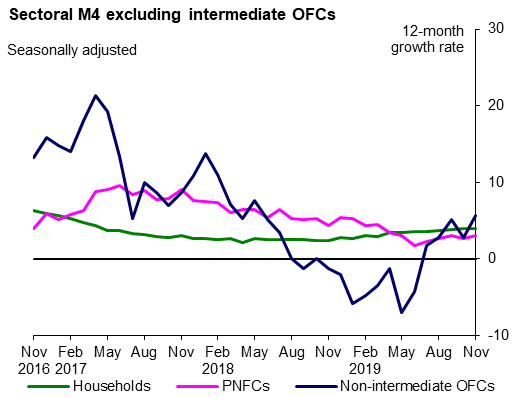 Sectoral M4 excluding intermediate OFCs
Seasonally adjusted
12-month
growth rate
30
20
10
0
-10
Nov Feb May Aug Nov Feb May Aug Nov Feb May Aug Nov
2016 2017 2018 2019
Households PNFCs Non-intermediate OFCs